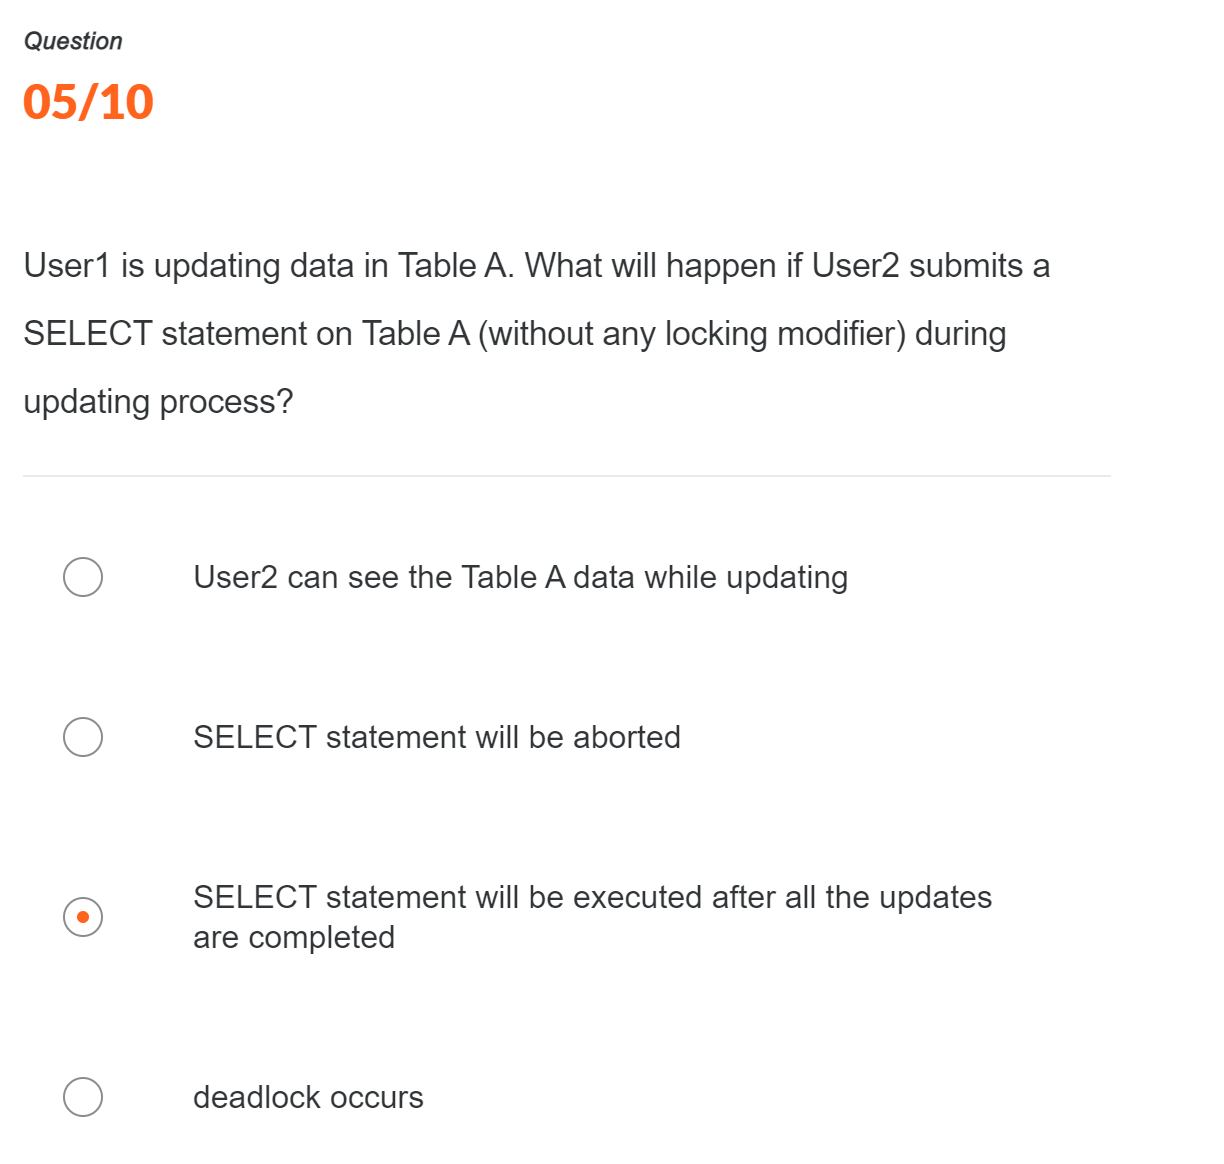 Question
05/10
User1 is updating data in Table A. What will happen if User2 submits a
SELECT statement on Table A (without any locking modifier) during
updating process?
User2 can see the Table A data while updating
SELECT statement will be aborted
SELECT statement will be executed after all the updates
are completed
deadlock occurs